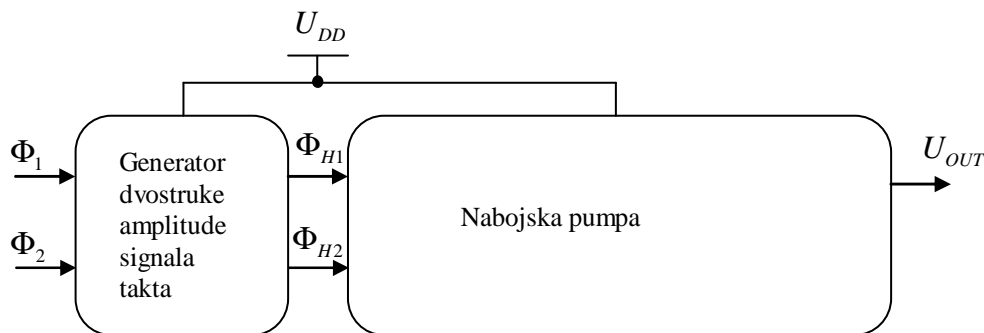 U_DD
Φ_1
Φ_2
Generator
dvostruke
amplitude
signala
takta
Φ_H1
Φ_H2
Nabojska pumpa
U_OUT